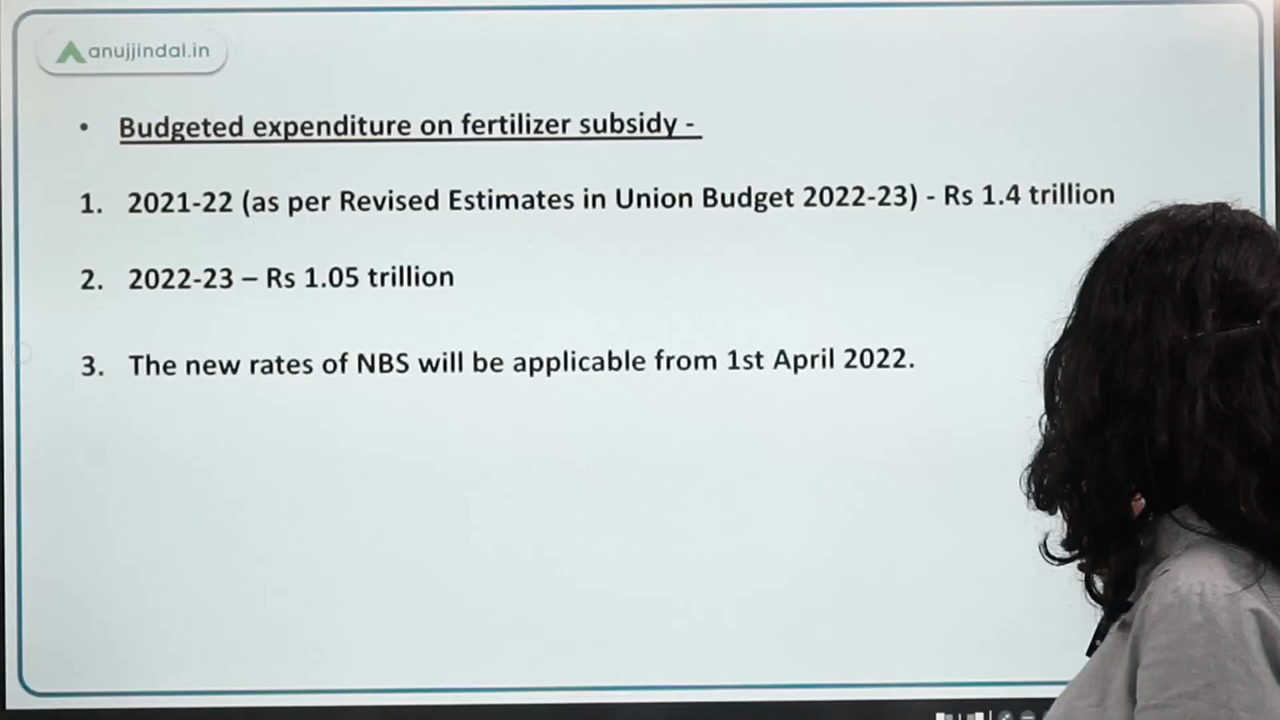 anujjindal.in
• Budgeted expenditure on fertilizer subsidy -
1. 2021-22 (as per Revised Estimates in Union Budget 2022-23) - Rs 1.4 trillion
2. 2022-23 – Rs 1.05 trillion
3. The new rates of NBS will be applicable from 1st April 2022.